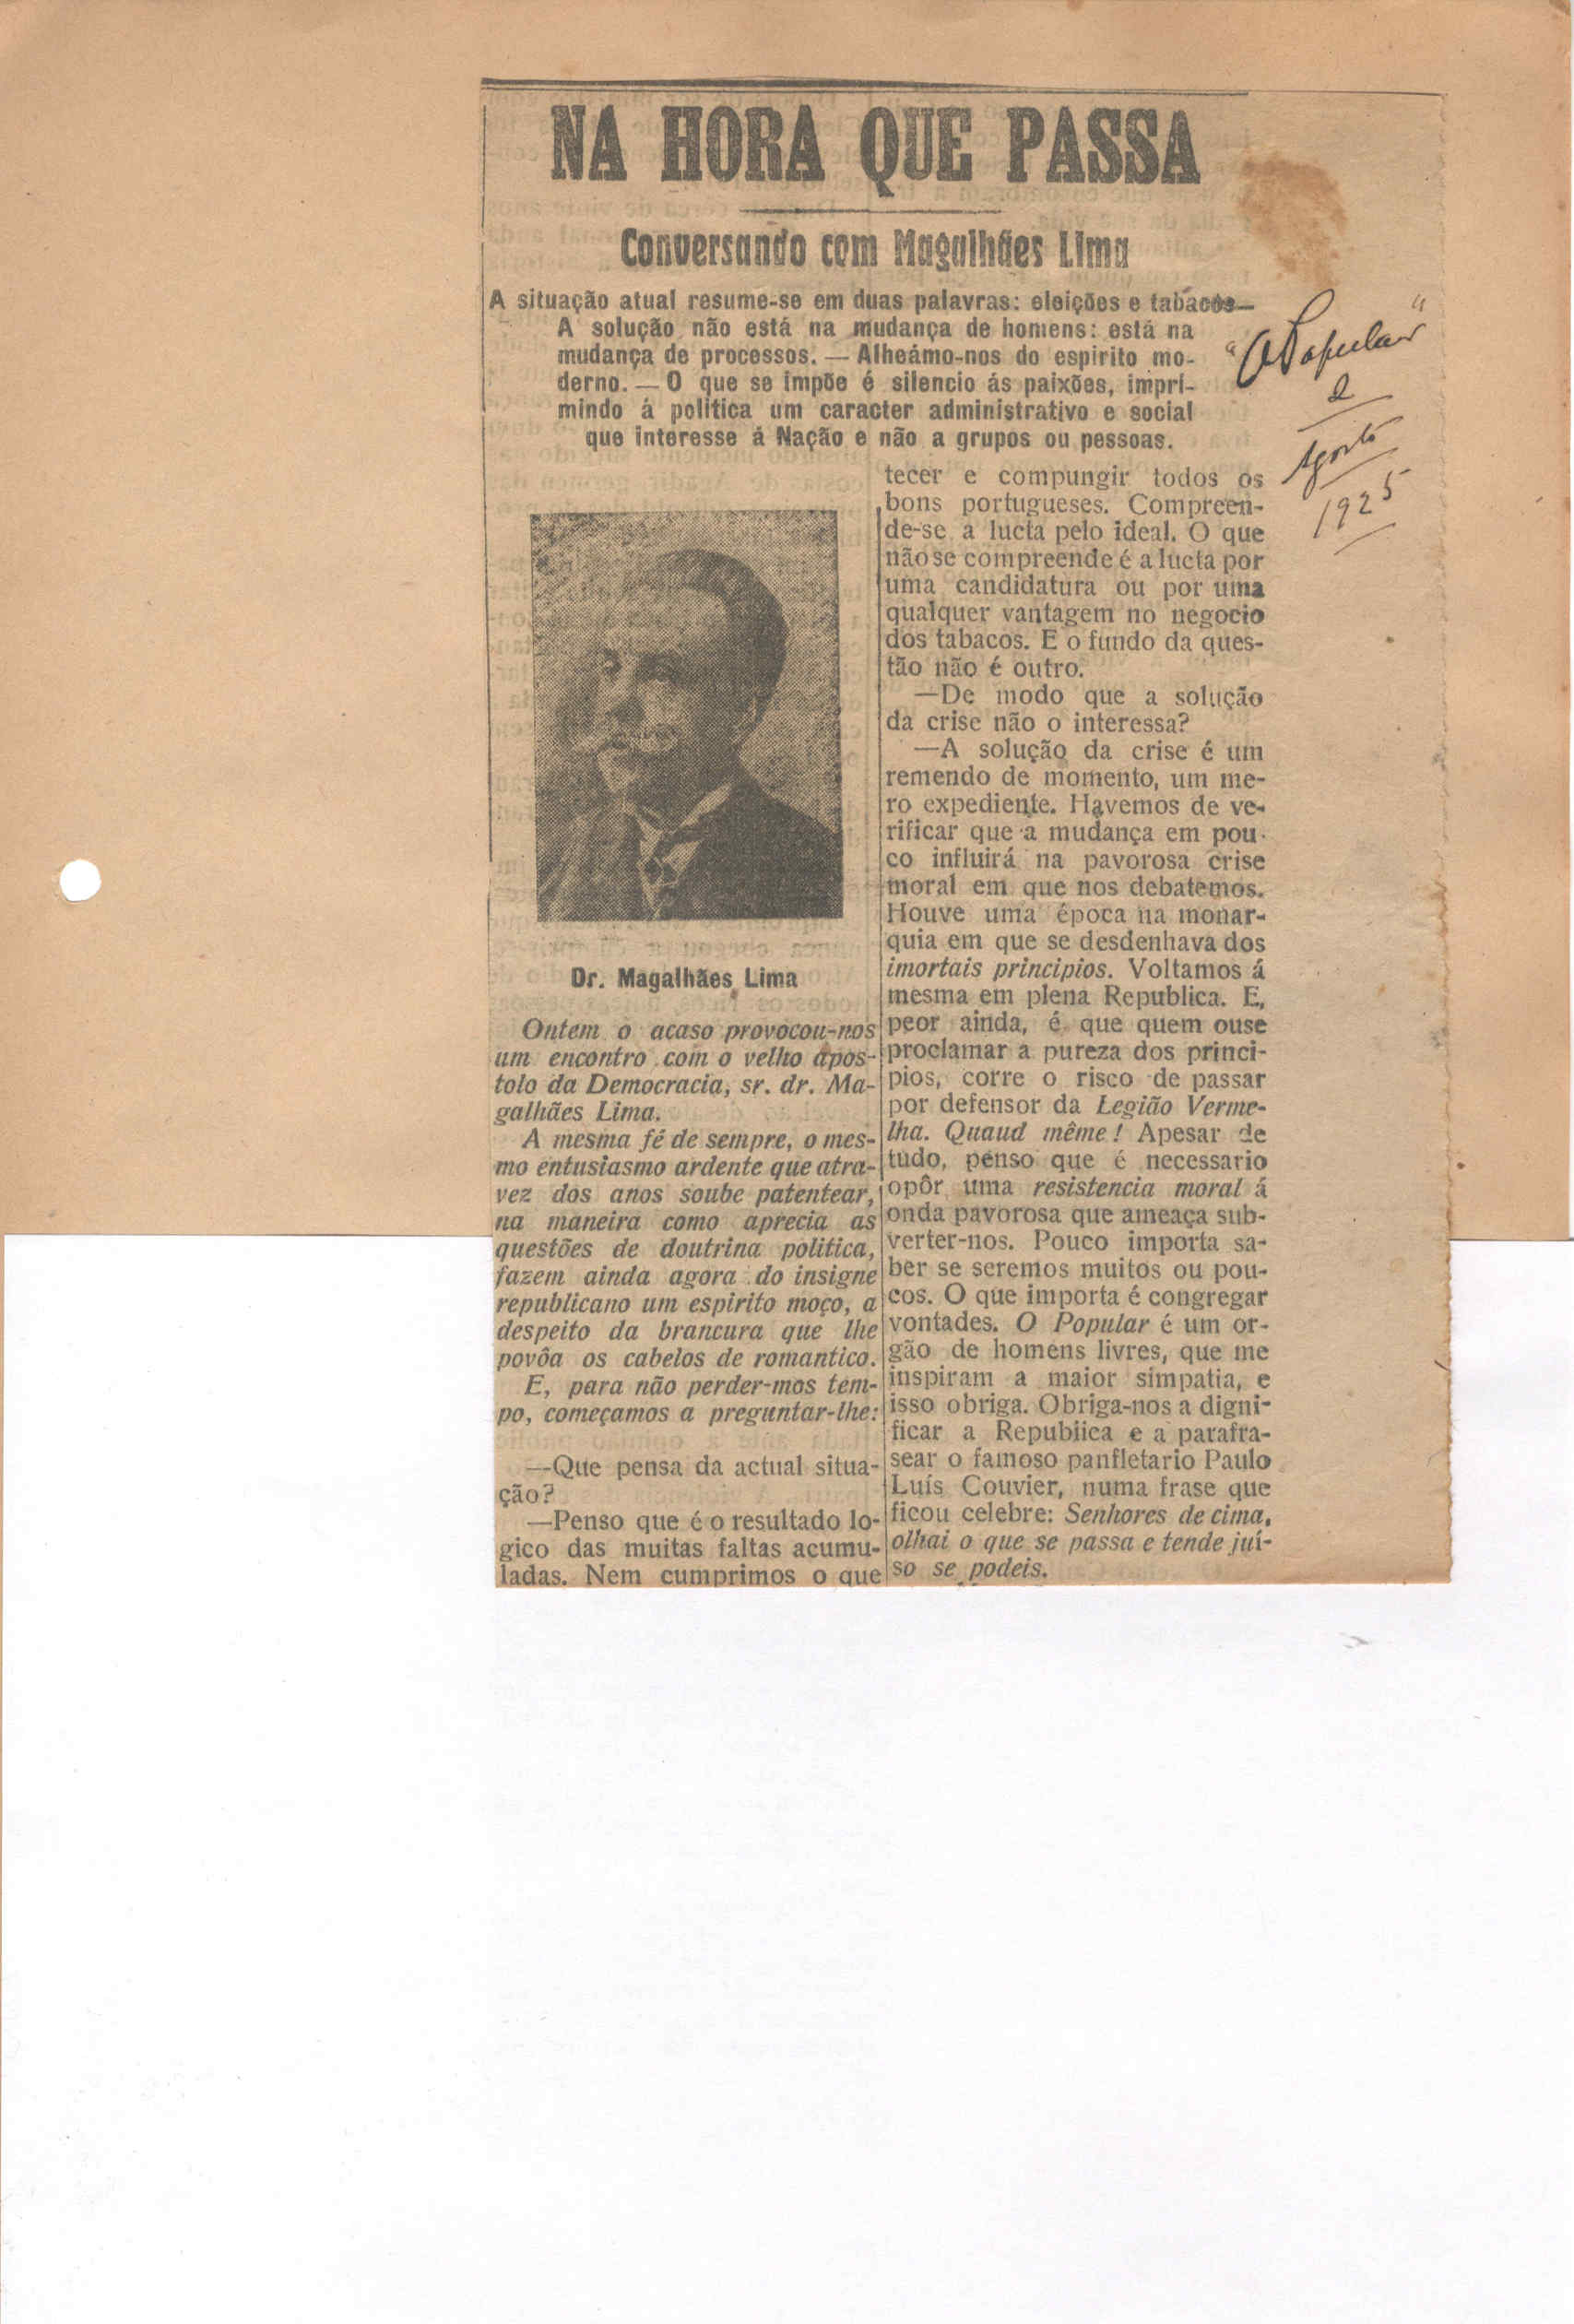 NA HORA QUE PASSA
Conversando com Magalhães Lima
A situação atual resume-se em duas palavras: eleições e tabacos—
A solução não está na mudança de homens: está na
mudança de processos. — Alheámo-nos do espirito mo-
derno. — O que se impõe é silencio ás paixões, impri-
mindo á politica um caracter administrativo e social
que interesse á Nação e não a grupos ou pessoas.
"O Popular"
2
Agosto
1925
Dr. Magalhães Lima
Ontem o acaso provocou-nos
um encontro com o velho apos-
tolo da Democracia, sr. dr. Ma-
galhães Lima.
A mesma fé de sempre, o mes-
mo entusiasmo ardente que atra-
vez dos anos soube patentear,
na maneira como aprecia as
questões de doutrina politica,
fazem ainda agora do insigne
republicano um espirito moço, a
despeito da brancura que lhe
povôa os cabelos de romantico.
E, para não perder-mos tem-
po, começamos a preguntar-lhe:
—Que pensa da actual situa-
ção?
—Penso que é o resultado lo-
gico das muitas faltas acumu-
ladas. Nem cumprimos o que
tecer e compungir todos os
bons portugueses. Compreen-
de-se a lucta pelo ideal. O que
não se compreende é a lucta por
uma candidatura ou por uma
qualquer vantagem no negocio
dos tabacos. E o fundo da ques-
tão não é outro.
—De modo que a solução
da crise não o interessa?
—A solução da crise é um
remendo de momento, um me-
ro expediente. Havemos de ve-
rificar que a mudança em pou-
co influirá na pavorosa crise
moral em que nos debatemos.
Houve uma época na monar-
quia em que se desdenhava dos
imortais principios. Voltamos á
mesma em plena Republica. E,
peor ainda, é que quem ouse
proclamar a pureza dos princi-
pios, corre o risco de passar
por defensor da Legião Verme-
lha. Quaud même! Apesar de
tudo, penso que é necessario
opôr uma resistencia moral á
onda pavorosa que ameaça sub-
verter-nos. Pouco importa sa-
ber se seremos muitos ou pou-
cos. O que importa é congregar
vontades. O Popular é um or-
gão de homens livres, que me
inspiram a maior simpatia, e
isso obriga. Obriga-nos a digni-
ficar a Repubiica e a parafra-
sear o famoso panfletario Paulo
Luís Couvier, numa frase que
ficou celebre: Senhores de cima,
olhai o que se passa e tende juí-
so se podeis.